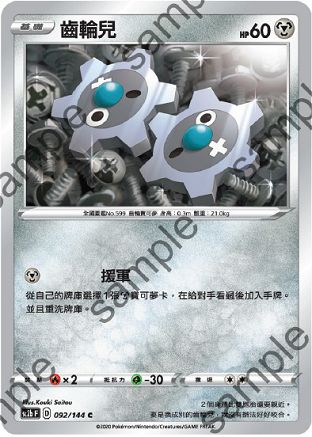 基礎 齒輪兒 HP60
全國圖鑑No.599 齒輪寶可夢 身高：0.3m 體重：21.0kg
援軍
從自己的牌庫選擇1張寶可夢卡，在給對手看過後加入手牌。
並且重洗牌庫。
弱點 ×2 抵抗力 -30 撤退
Illus.Kouki Saitou
F D 092/144 C
©2020 Pokémon/Nintendo/Creatures/GAME FREAK
sample
sample
sample
sample
sample
sample